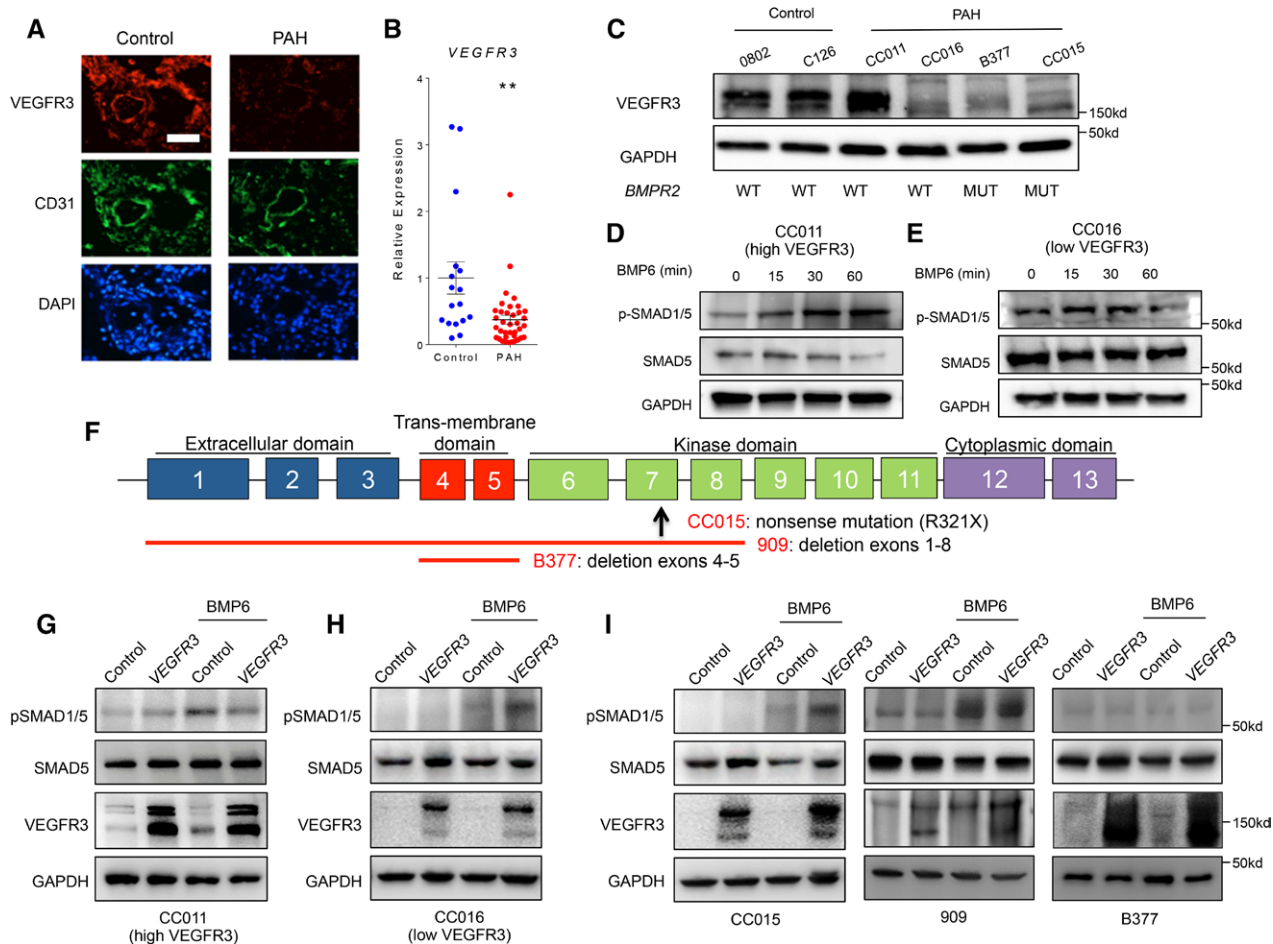 A
Control PAH
VEGFR3
CD31
DAPI
B
VEGFR3
**
Relative Expression
4
3
2
1
0
Control PAH
C
Control PAH
0802 C126 CC011 CC016 B377 CC015
VEGFR3
150kd
50kd
GAPDH
BMPR2 WT WT WT WT MUT MUT
D
CC011
(high VEGFR3)
BMP6 (min) 0 15 30 60
p-SMAD1/5
SMAD5
GAPDH
E
CC016
(low VEGFR3)
BMP6 (min) 0 15 30 60
p-SMAD1/5
50kd
SMAD5
50kd
50kd
GAPDH
F
Extracellular domain Trans-membrane domain Kinase domain Cytoplasmic domain
1 2 3 4 5 6 7 8 9 10 11 12 13
CC015: nonsense mutation (R321X)
909: deletion exons 1-8
B377: deletion exons 4-5
G
BMP6
Control VEGFR3 Control VEGFR3
pSMAD1/5
SMAD5
VEGFR3
GAPDH
CC011
(high VEGFR3)
H
BMP6
Control VEGFR3 Control VEGFR3
pSMAD1/5
SMAD5
VEGFR3
GAPDH
CC016
(low VEGFR3)
I
BMP6 BMP6 BMP6
Control VEGFR3 Control VEGFR3 Control VEGFR3 Control VEGFR3 Control VEGFR3 Control VEGFR3
pSMAD1/5
50kd
SMAD5
VEGFR3
150kd
50kd
GAPDH
CC015 909 B377